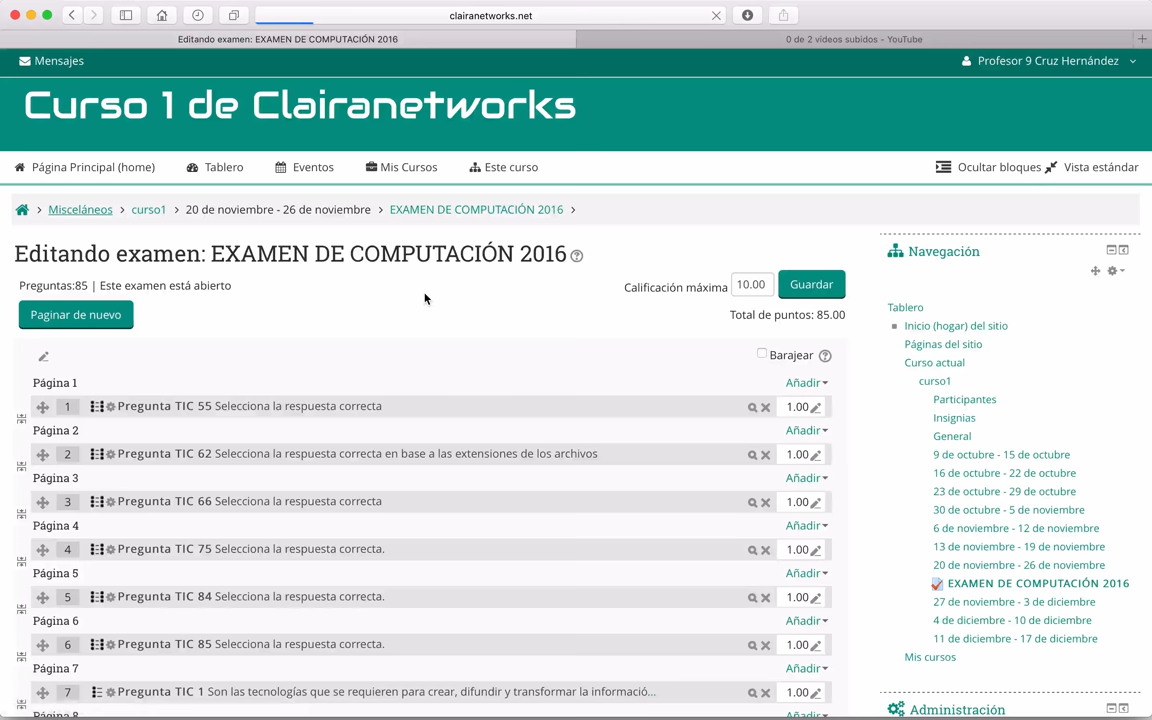 clairanetworks.net
Editando examen: EXAMEN DE COMPUTACIÓN 2016
0 de 2 videos subidos - YouTube
Mensajes
Profesor 9 Cruz Hernández
Curso 1 de Clairanetworks
Página Principal (home)
Tablero
Eventos
Mis Cursos
Este curso
Ocultar bloques
Vista estándar
Misceláneos
curso1
20 de noviembre - 26 de noviembre
EXAMEN DE COMPUTACIÓN 2016
Editando examen: EXAMEN DE COMPUTACIÓN 2016
Preguntas:85 | Este examen está abierto
Calificación máxima 10.00 Guardar
Paginar de nuevo
Total de puntos: 85.00
Barajear
Página 1 Añadir
1 Pregunta TIC 55 Selecciona la respuesta correcta 1.00
Página 2 Añadir
2 Pregunta TIC 62 Selecciona la respuesta correcta en base a las extensiones de los archivos 1.00
Página 3 Añadir
3 Pregunta TIC 66 Selecciona la respuesta correcta 1.00
Página 4 Añadir
4 Pregunta TIC 75 Selecciona la respuesta correcta. 1.00
Página 5 Añadir
5 Pregunta TIC 84 Selecciona la respuesta correcta. 1.00
Página 6 Añadir
6 Pregunta TIC 85 Selecciona la respuesta correcta. 1.00
Página 7 Añadir
7 Pregunta TIC 1 Son las tecnologías que se requieren para crear, difundir y transformar la informació... 1.00
Página 8 Añadir
Navegación
Tablero
Inicio (hogar) del sitio
Páginas del sitio
Curso actual
curso1
Participantes
Insignias
General
9 de octubre - 15 de octubre
16 de octubre - 22 de octubre
23 de octubre - 29 de octubre
30 de octubre - 5 de noviembre
6 de noviembre - 12 de noviembre
13 de noviembre - 19 de noviembre
20 de noviembre - 26 de noviembre
EXAMEN DE COMPUTACIÓN 2016
27 de noviembre - 3 de diciembre
4 de diciembre - 10 de diciembre
11 de diciembre - 17 de diciembre
Mis cursos
Administración